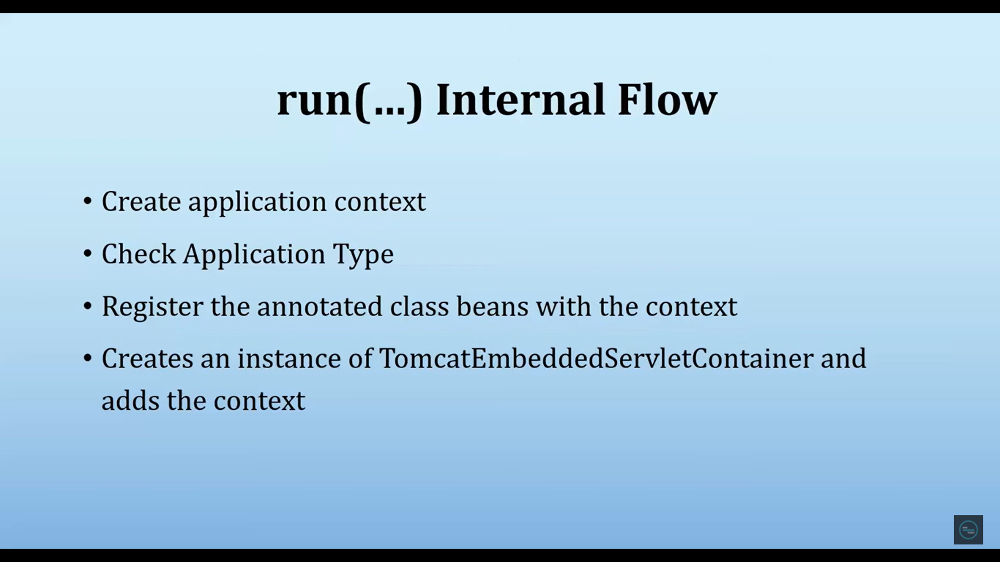 run(...) Internal Flow
• Create application context
• Check Application Type
• Register the annotated class beans with the context
• Creates an instance of TomcatEmbeddedServletContainer and
adds the context